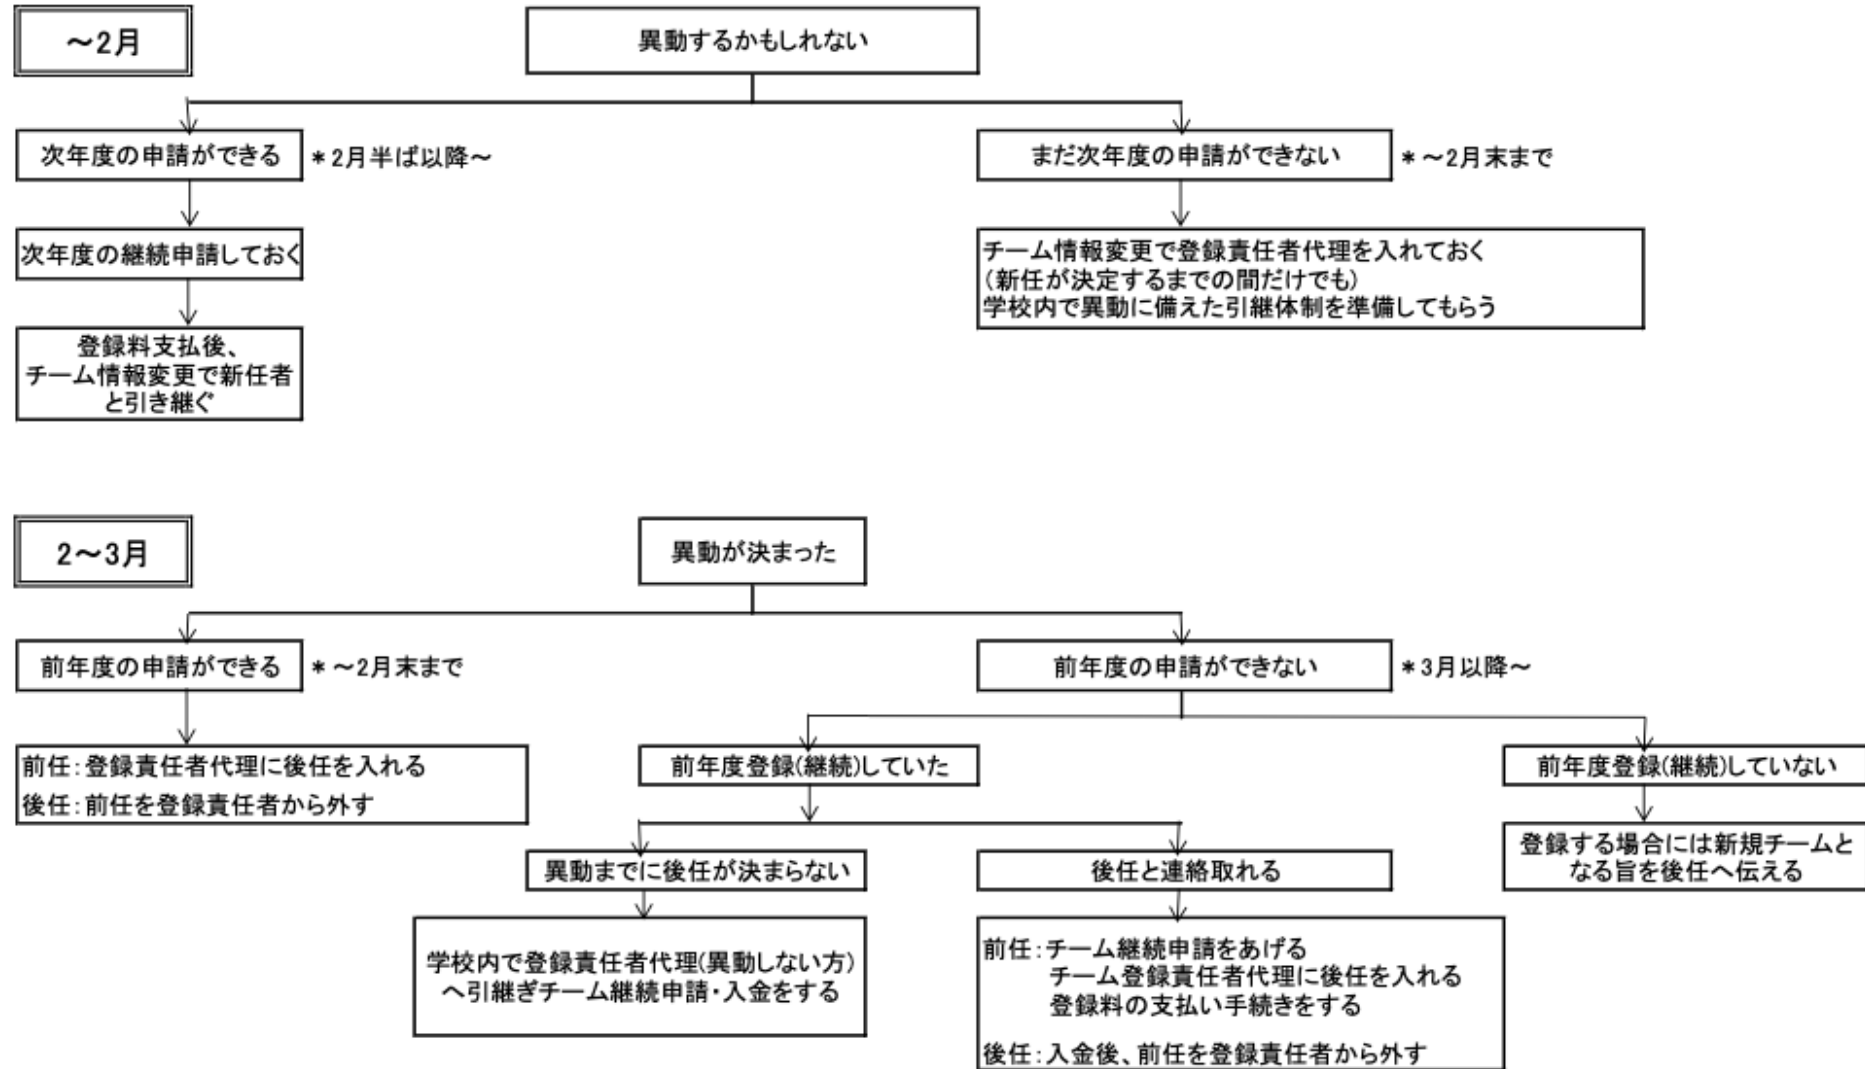 ～2月
異動するかもしれない
次年度の申請ができる
＊2月半ば以降～
まだ次年度の申請ができない
＊～2月末まで
次年度の継続申請しておく
チーム情報変更で登録責任者代理を入れておく
(新任が決定するまでの間だけでも)
学校内で異動に備えた引継体制を準備してもらう
登録料支払後、
チーム情報変更で新任者
と引き継ぐ
2～3月
異動が決まった
前年度の申請ができる
＊～2月末まで
前年度の申請ができない
＊3月以降～
前任：登録責任者代理に後任を入れる
後任：前任を登録責任者から外す
前年度登録(継続)していた
前年度登録(継続)していない
異動までに後任が決まらない
後任と連絡取れる
登録する場合には新規チームと
なる旨を後任へ伝える
学校内で登録責任者代理(異動しない方)
へ引継ぎチーム継続申請・入金をする
前任：チーム継続申請をあげる
チーム登録責任者代理に後任を入れる
登録料の支払い手続きをする
後任：入金後、前任を登録責任者から外す